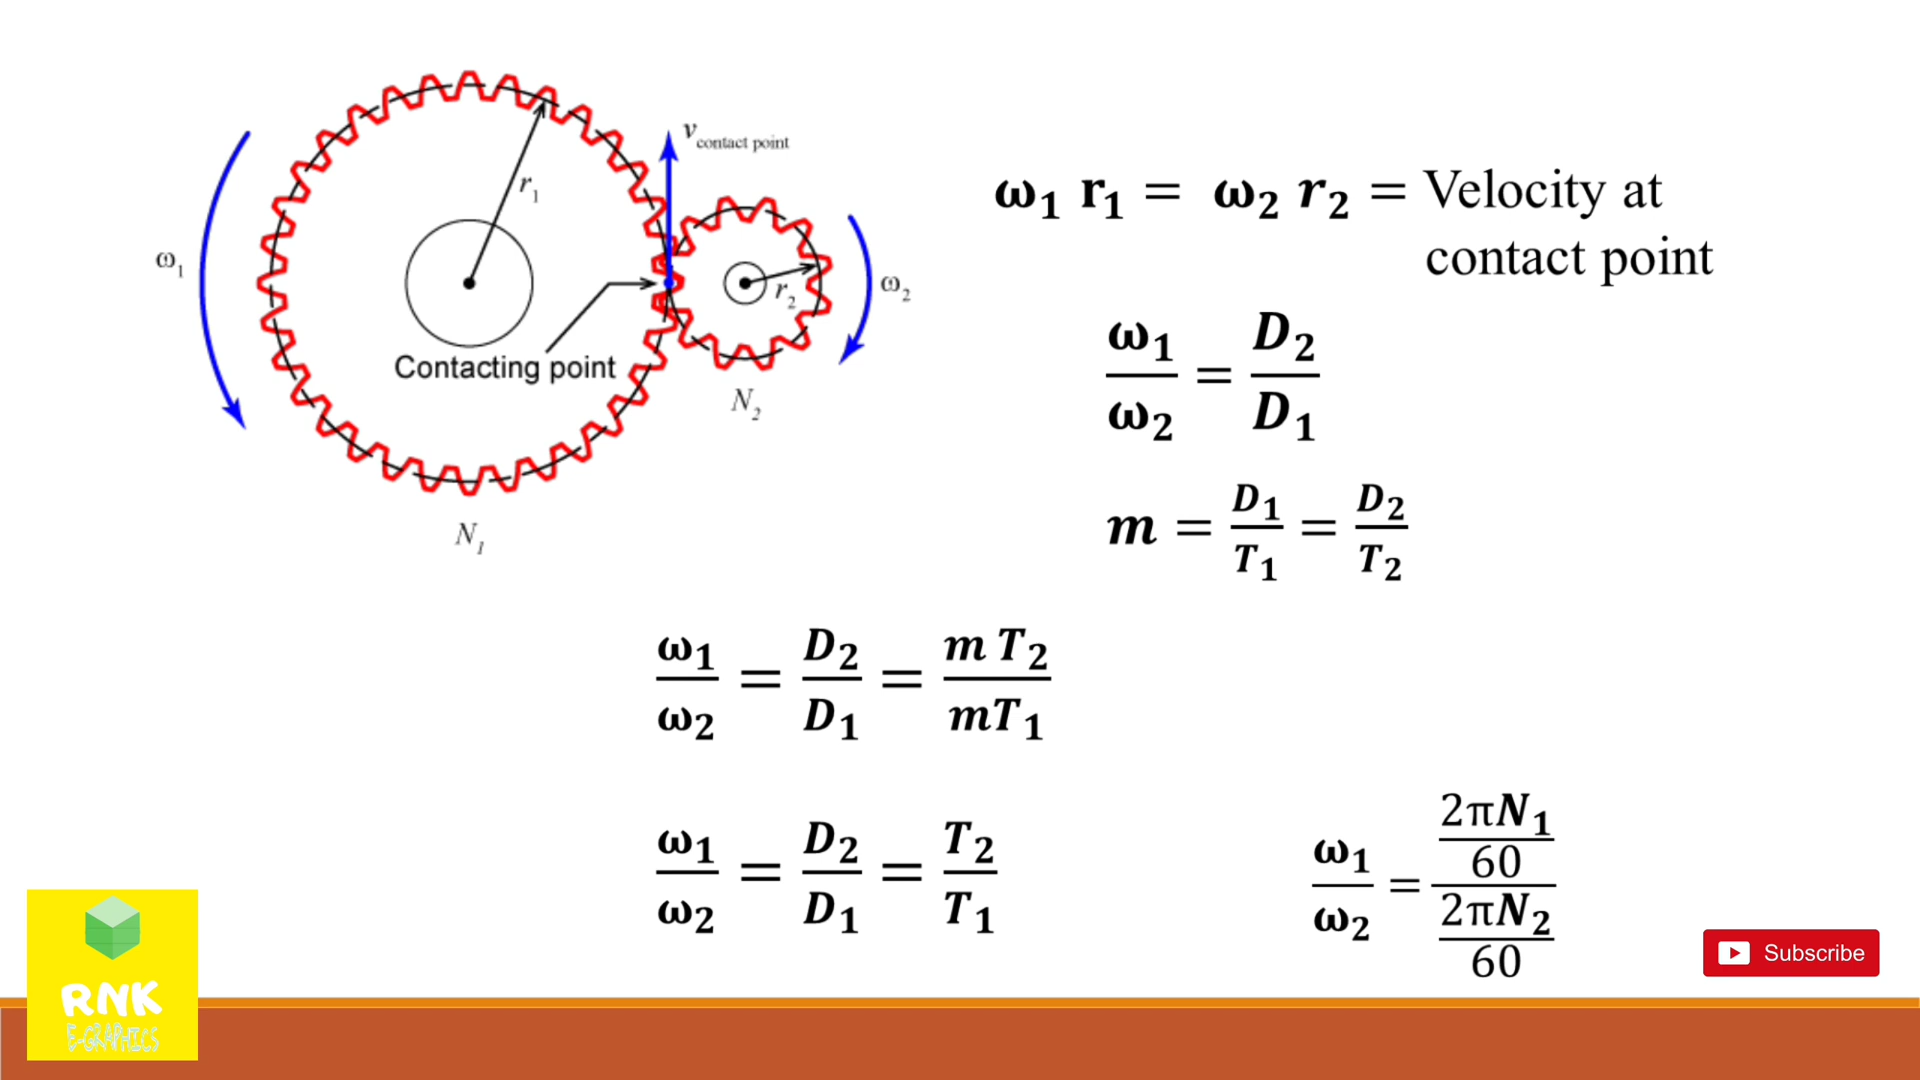 v contact point
r₁
ω₁
r₂
ω₂
Contacting point
N₂
N₁
ω₁ r₁ = ω₂ r₂ = Velocity at
contact point
ω₁/ω₂ = D₂/D₁
m = D₁/T₁ = D₂/T₂
ω₁/ω₂ = D₂/D₁ = m T₂/mT₁
ω₁/ω₂ = D₂/D₁ = T₂/T₁
ω₁/ω₂ = (2πN₁/60)/(2πN₂/60)
Subscribe
RNK
E-GRAPHICS